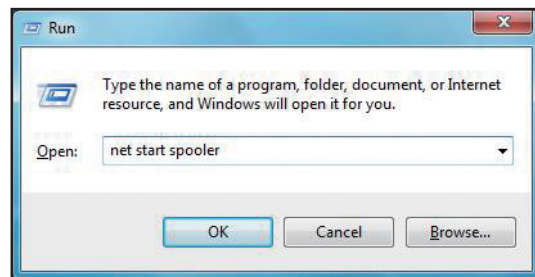 Run
Type the name of a program, folder, document, or Internet
resource, and Windows will open it for you.
Open: net start spooler
OK Cancel Browse...